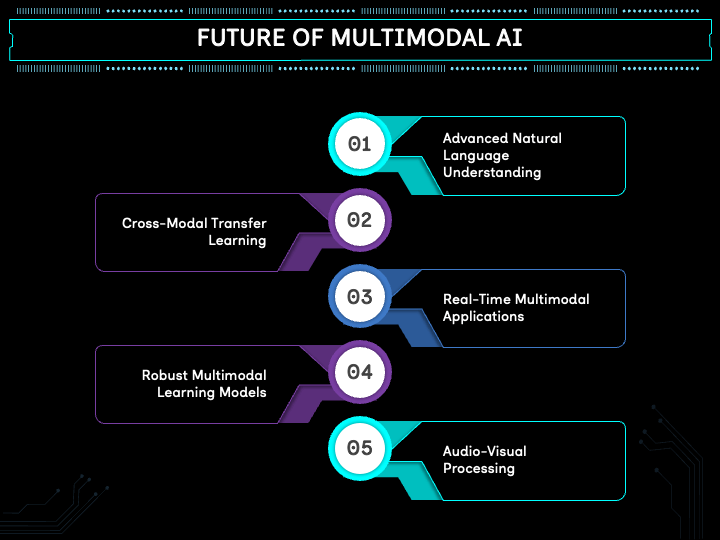 FUTURE OF MULTIMODAL AI
01
Advanced Natural
Language
Understanding
02
Cross-Modal Transfer
Learning
03
Real-Time Multimodal
Applications
04
Robust Multimodal
Learning Models
05
Audio-Visual
Processing